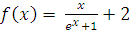 f(x) = x/(e^x+1) + 2